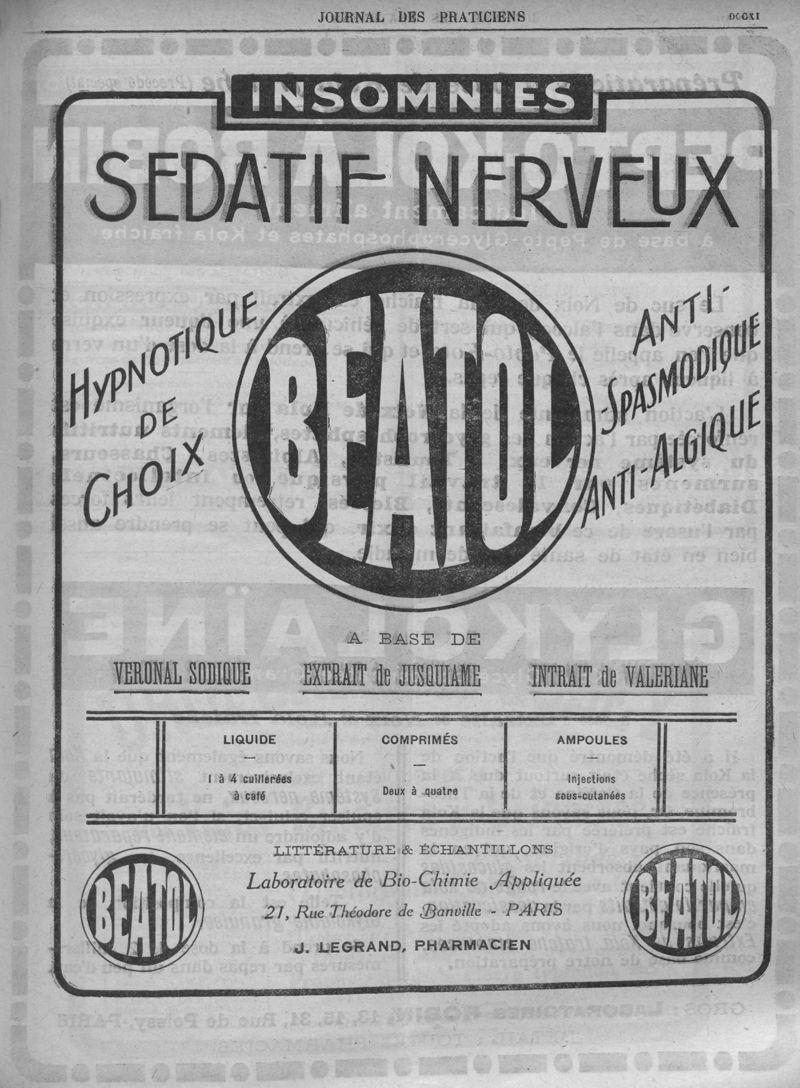 JOURNAL DES PRATICIENS
INSOMNIES
SEDATIF NERVEUX
HYPNOTIQUE
DE
CHOIX
BEATOL
ANTI-
SPASMODIQUE
ANTI-ALGIQUE
A BASE DE
VERONAL SODIQUE EXTRAIT de JUSQUIAME INTRAIT de VALERIANE
LIQUIDE
1 à 4 cuillerées
à café
COMPRIMÉS
Deux à quatre
AMPOULES
Injections
sous-cutanées
LITTÉRATURE & ÉCHANTILLONS
Laboratoire de Bio-Chimie Appliquée
27, Rue Théodore de Banville - PARIS
J. LEGRAND, PHARMACIEN
BEATOL
BEATOL